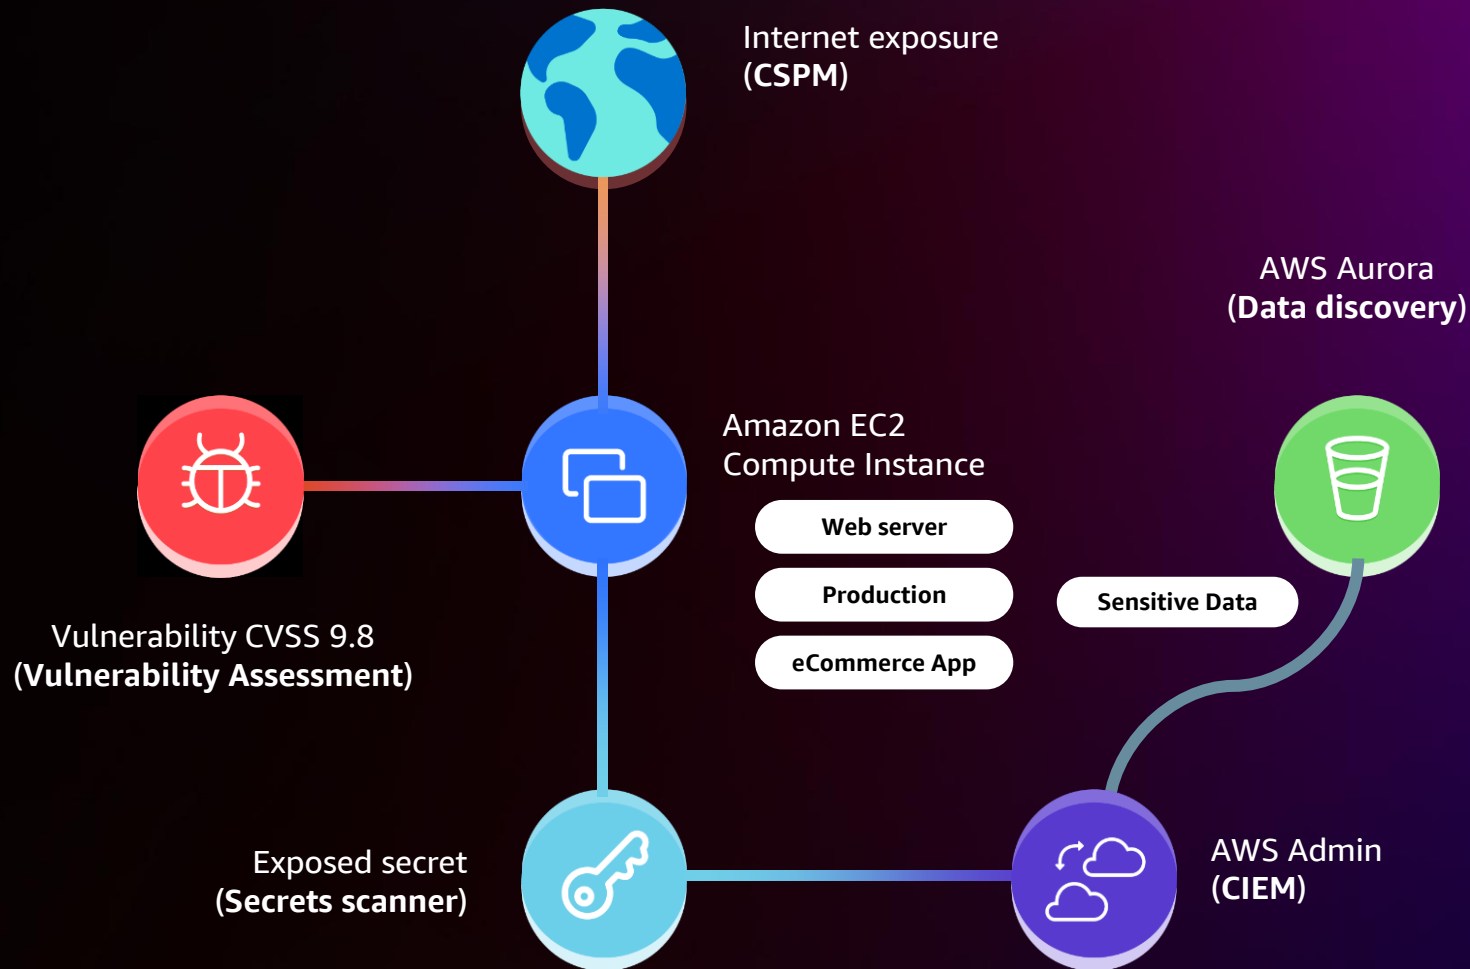 Internet exposure
(CSPM)
AWS Aurora
(Data discovery)
Amazon EC2
Compute Instance
Web server
Production
eCommerce App
Sensitive Data
Vulnerability CVSS 9.8
(Vulnerability Assessment)
Exposed secret
(Secrets scanner)
AWS Admin
(CIEM)